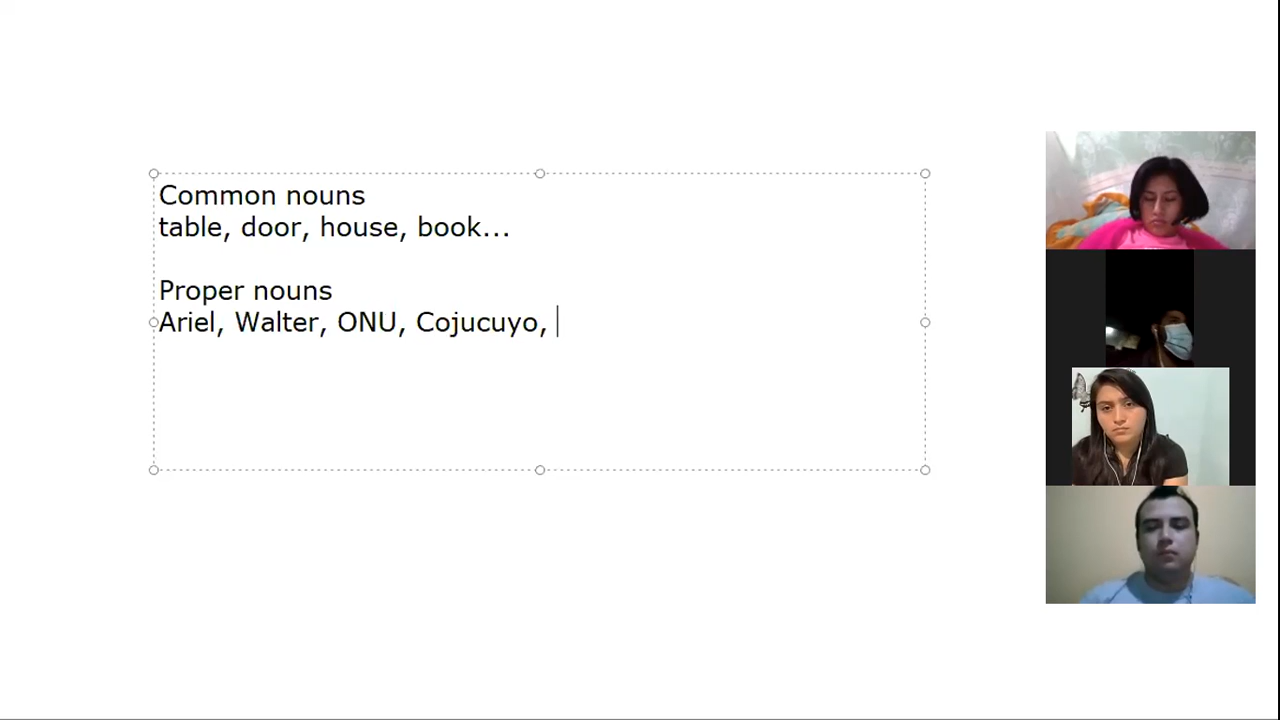 Common nouns
table, door, house, book...
Proper nouns
Ariel, Walter, ONU, Cojucuyo,